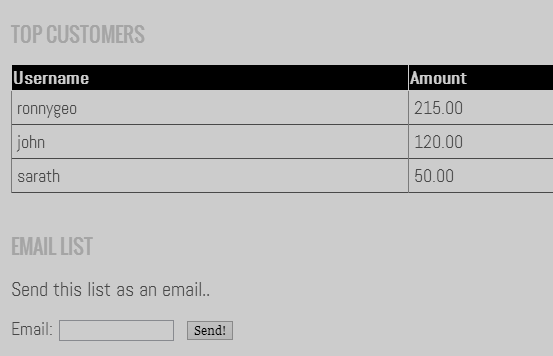 TOP CUSTOMERS
Username Amount
ronnygeo 215.00
john 120.00
sarath 50.00
EMAIL LIST
Send this list as an email..
Email: Send!